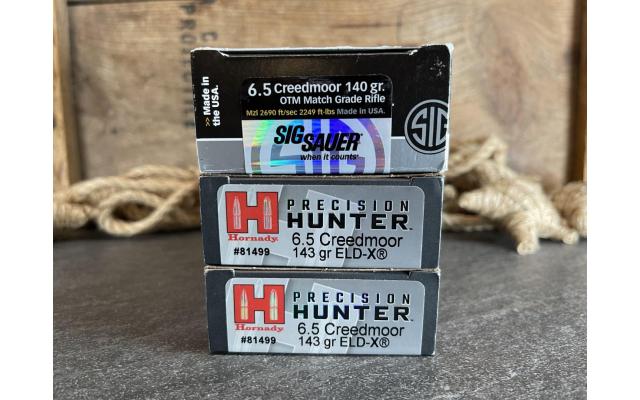 PRO
Made in
the USA.
6.5 Creedmoor 140 gr.
OTM Match Grade Rifle
Mzl 2690 ft/sec 2249 ft-lbs Made in USA.
SIG SAUER
when it counts
SIG
H PRECISION
HUNTER
Hornady
6.5 Creedmoor
#81499
143 gr ELD-X®
H PRECISION
HUNTER
Hornady
6.5 Creedmoor
#81499
143 gr ELD-X®